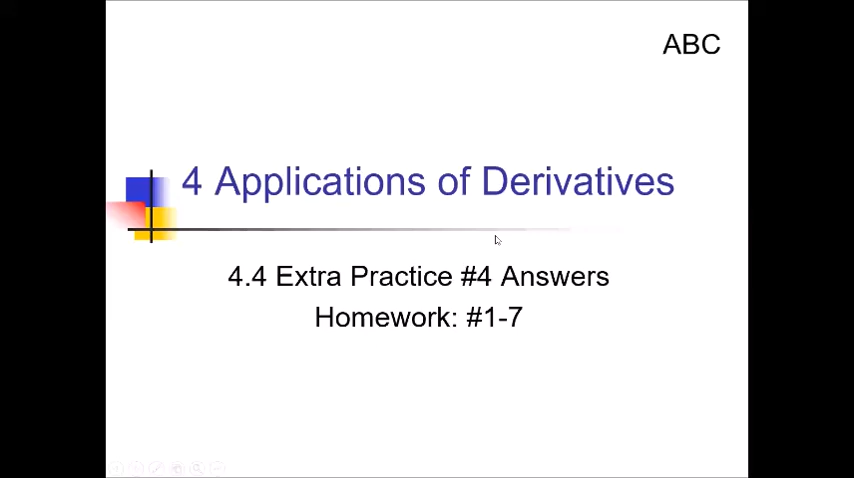 ABC
4 Applications of Derivatives
4.4 Extra Practice #4 Answers
Homework: #1-7